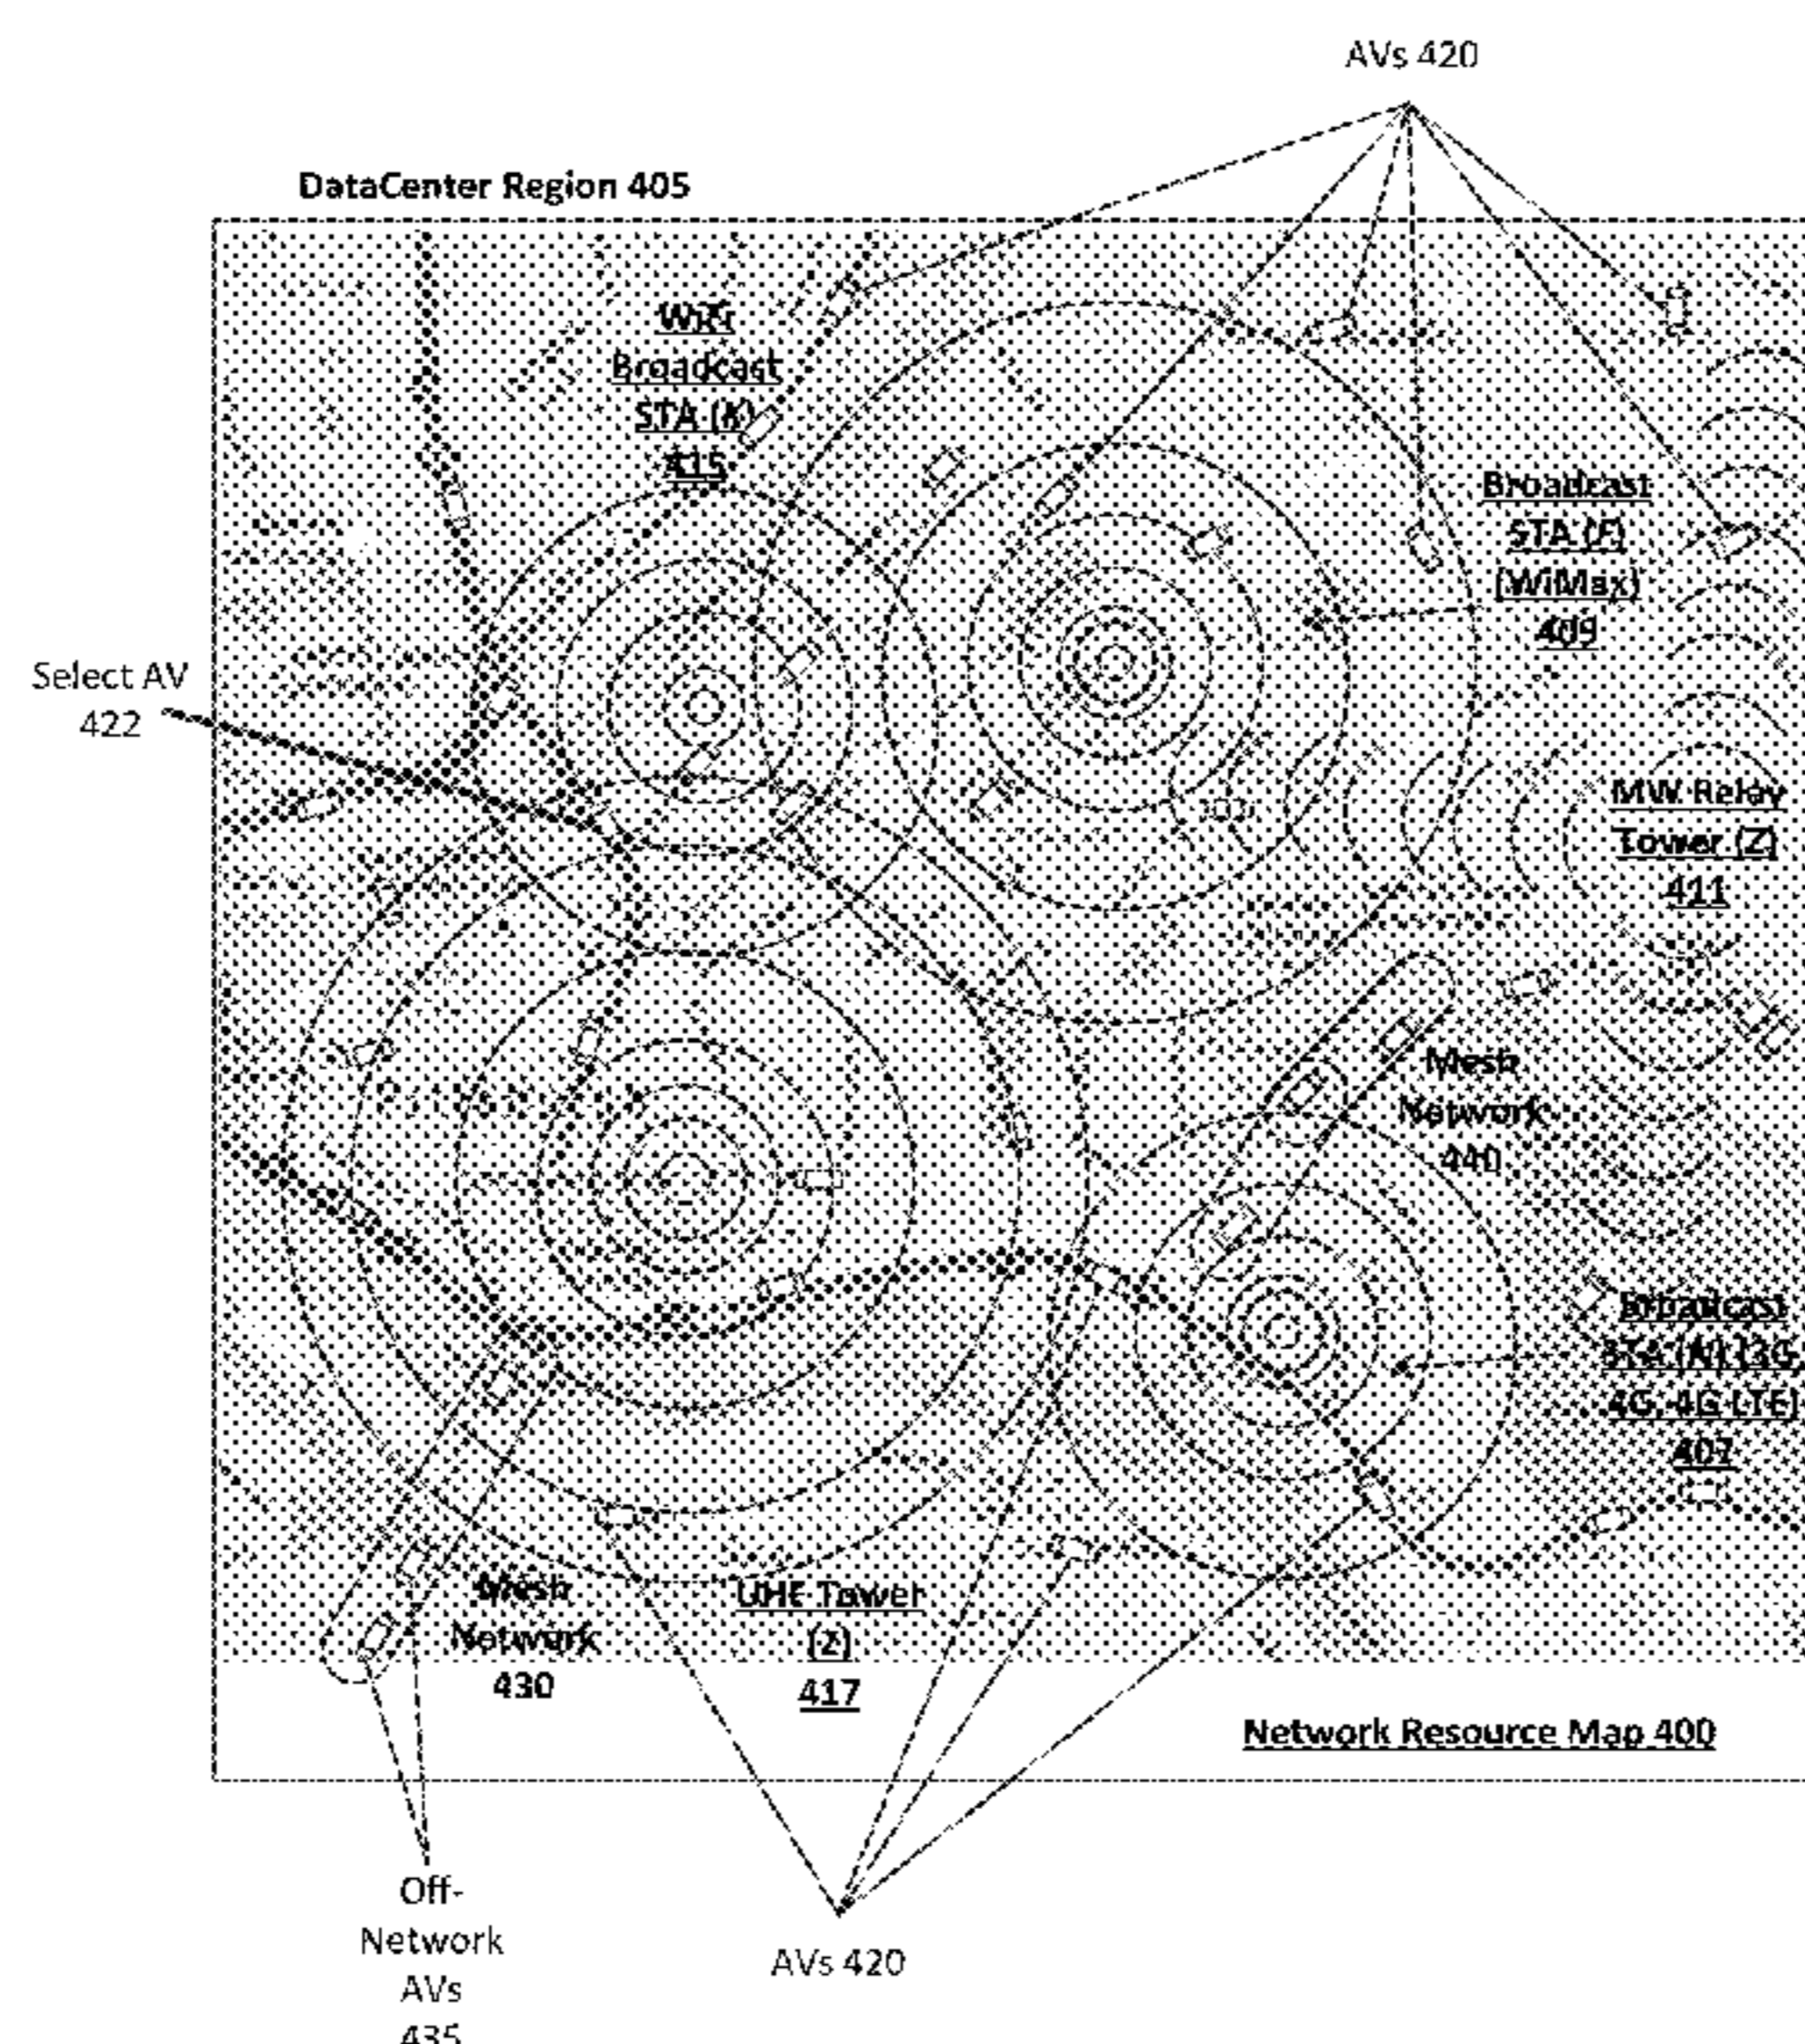 AVs 420
DataCenter Region 405
WiFi
Broadcast
STA (K)
415
Broadcast
STA (F)
(WiMax)
409
Select AV
422
MW Relay
Tower (Z)
411
Mesh
Network
440
Broadcast
STA (N) (3G,
4G, 4G LTE)
407
Mesh
Network
430
UHF Tower
(Z)
417
Network Resource Map 400
Off-
Network
AVs
435
AVs 420